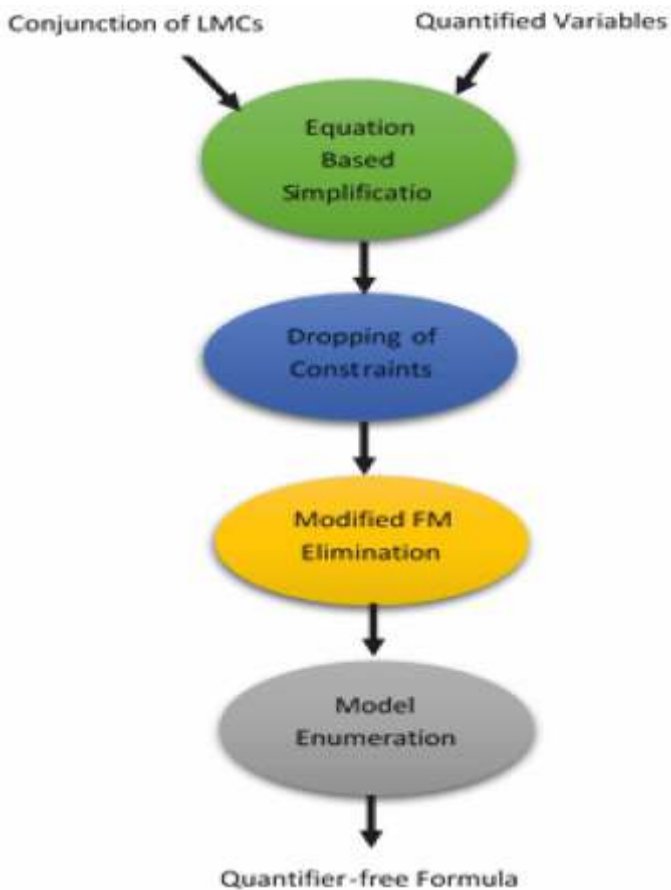 Conjunction of LMCs
Quantified Variables
Equation
Based
Simplificatio
Dropping of
Constraints
Modified FM
Elimination
Model
Enumeration
Quantifier-free Formula